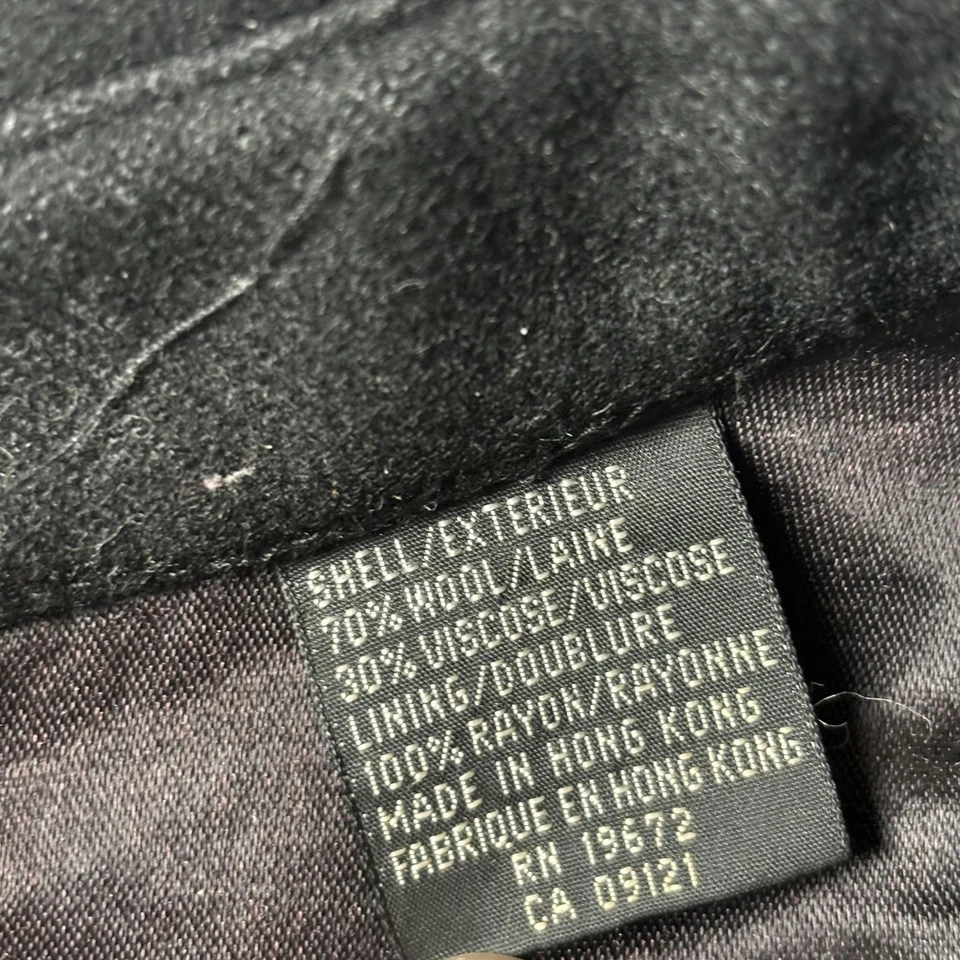 SHELL/EXTERIEUR
70% WOOL/LAINE
30% VISCOSE/VISCOSE
LINING/DOUBLURE
100% RAYON/RAYONNE
MADE IN HONG KONG
FABRIQUE EN HONG KONG
RN 19672
CA 09121